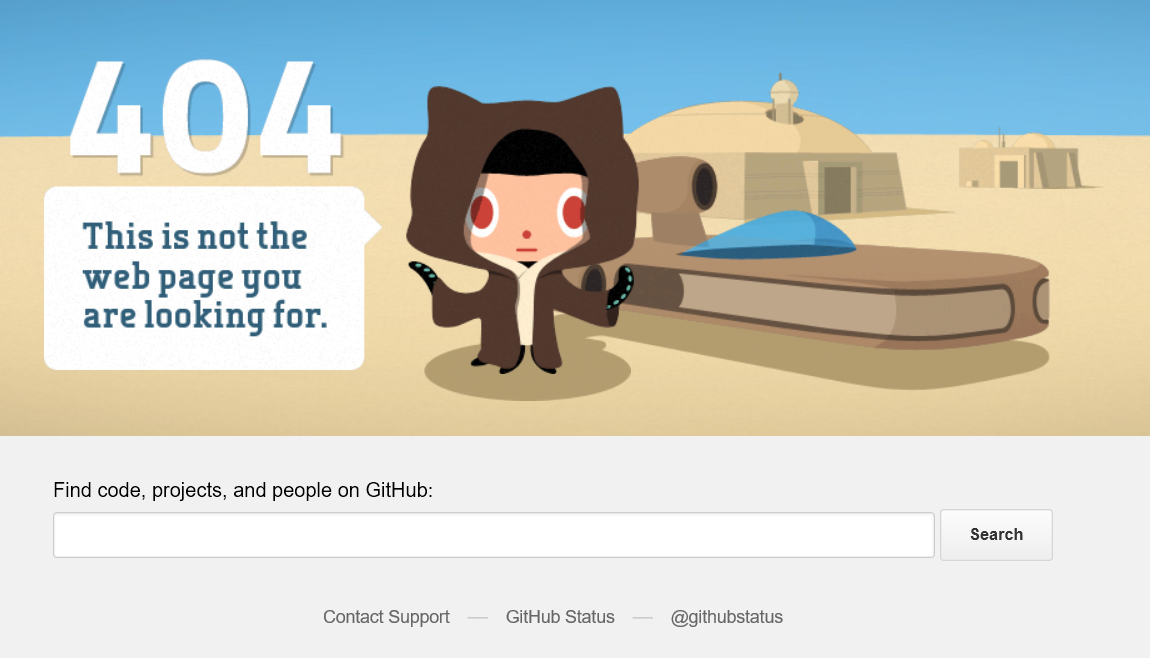 404
This is not the
web page you
are looking for.
Find code, projects, and people on GitHub:
Search
Contact Support — GitHub Status — @githubstatus